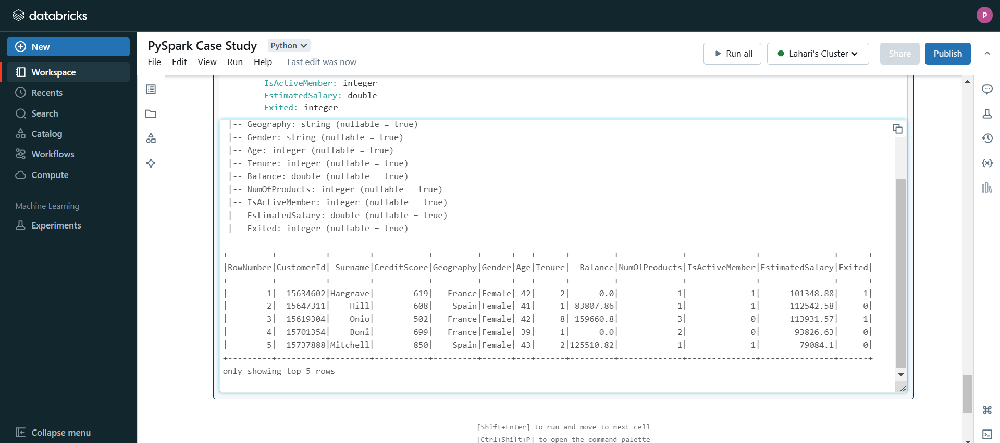 databricks
P
New
Workspace
Recents
Search
Catalog
Workflows
Compute
Machine Learning
Experiments
Collapse menu
PySpark Case Study Python
File Edit View Run Help Last edit was now
Run all Lahari's Cluster Share Publish
IsActiveMember: integer
EstimatedSalary: double
Exited: integer
|-- Geography: string (nullable = true)
|-- Gender: string (nullable = true)
|-- Age: integer (nullable = true)
|-- Tenure: integer (nullable = true)
|-- Balance: double (nullable = true)
|-- NumOfProducts: integer (nullable = true)
|-- IsActiveMember: integer (nullable = true)
|-- EstimatedSalary: double (nullable = true)
|-- Exited: integer (nullable = true)
+---------+----------+--------+-----------+---------+------+---+------+---------+-------------+--------------+---------------+------+
|RowNumber|CustomerId| Surname|CreditScore|Geography|Gender|Age|Tenure|  Balance|NumOfProducts|IsActiveMember|EstimatedSalary|Exited|
+---------+----------+--------+-----------+---------+------+---+------+---------+-------------+--------------+---------------+------+
|        1|  15634602|Hargrave|        619|   France|Female| 42|     2|      0.0|            1|             1|      101348.88|     1|
|        2|  15647311|    Hill|        608|    Spain|Female| 41|     1| 83807.86|            1|             1|      112542.58|     0|
|        3|  15619304|    Onio|        502|   France|Female| 42|     8| 159660.8|            3|             0|      113931.57|     1|
|        4|  15701354|    Boni|        699|   France|Female| 39|     1|      0.0|            2|             0|       93826.63|     0|
|        5|  15737888|Mitchell|        850|    Spain|Female| 43|     2|125510.82|            1|             1|        79084.1|     0|
+---------+----------+--------+-----------+---------+------+---+------+---------+-------------+--------------+---------------+------+
only showing top 5 rows
[Shift+Enter] to run and move to next cell
[Ctrl+Shift+P] to open the command palette